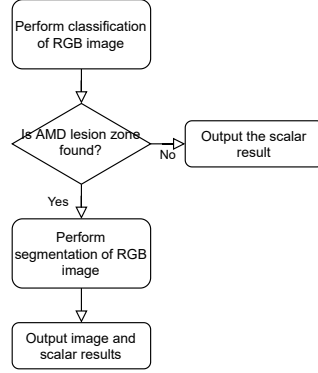 Perform classification
of RGB image
Is AMD lesion zone
found?
No
Output the scalar
result
Yes
Perform
segmentation of RGB
image
Output image and
scalar results